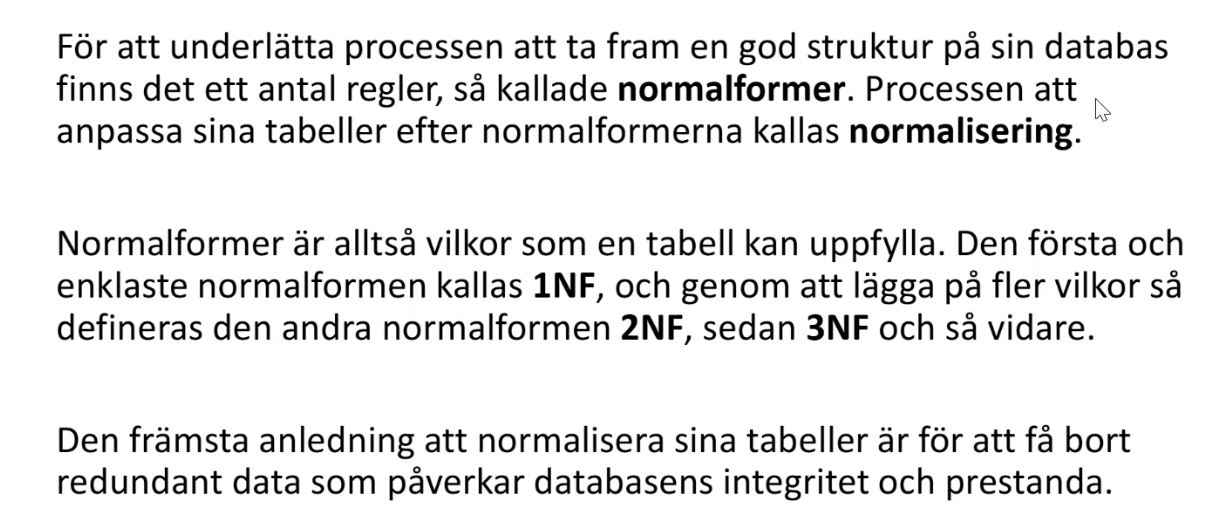 För att underlätta processen att ta fram en god struktur på sin databas
finns det ett antal regler, så kallade normalformer. Processen att
anpassa sina tabeller efter normalformerna kallas normalisering.
Normalformer är alltså vilkor som en tabell kan uppfylla. Den första och
enklaste normalformen kallas 1NF, och genom att lägga på fler vilkor så
defineras den andra normalformen 2NF, sedan 3NF och så vidare.
Den främsta anledning att normalisera sina tabeller är för att få bort
redundant data som påverkar databasens integritet och prestanda.